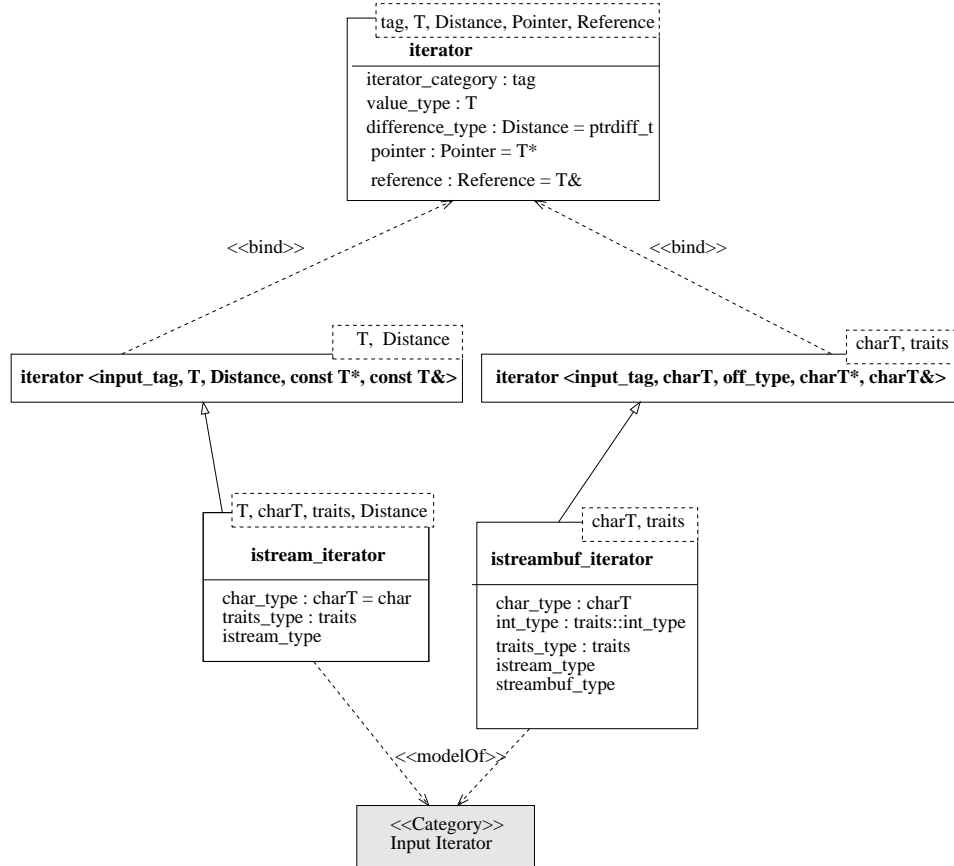 tag, T, Distance, Pointer, Reference
iterator
iterator_category : tag
value_type : T
difference_type : Distance = ptrdiff_t
pointer : Pointer = T*
reference : Reference = T&
<<bind>>
<<bind>>
T, Distance
iterator <input_tag, T, Distance, const T*, const T&>
charT, traits
iterator <input_tag, charT, off_type, charT*, charT&>
T, charT, traits, Distance
istream_iterator
char_type : charT = char
traits_type : traits
istream_type
charT, traits
istreambuf_iterator
char_type : charT
int_type : traits::int_type
traits_type : traits
istream_type
streambuf_type
<<modelOf>>
<<Category>>
Input Iterator